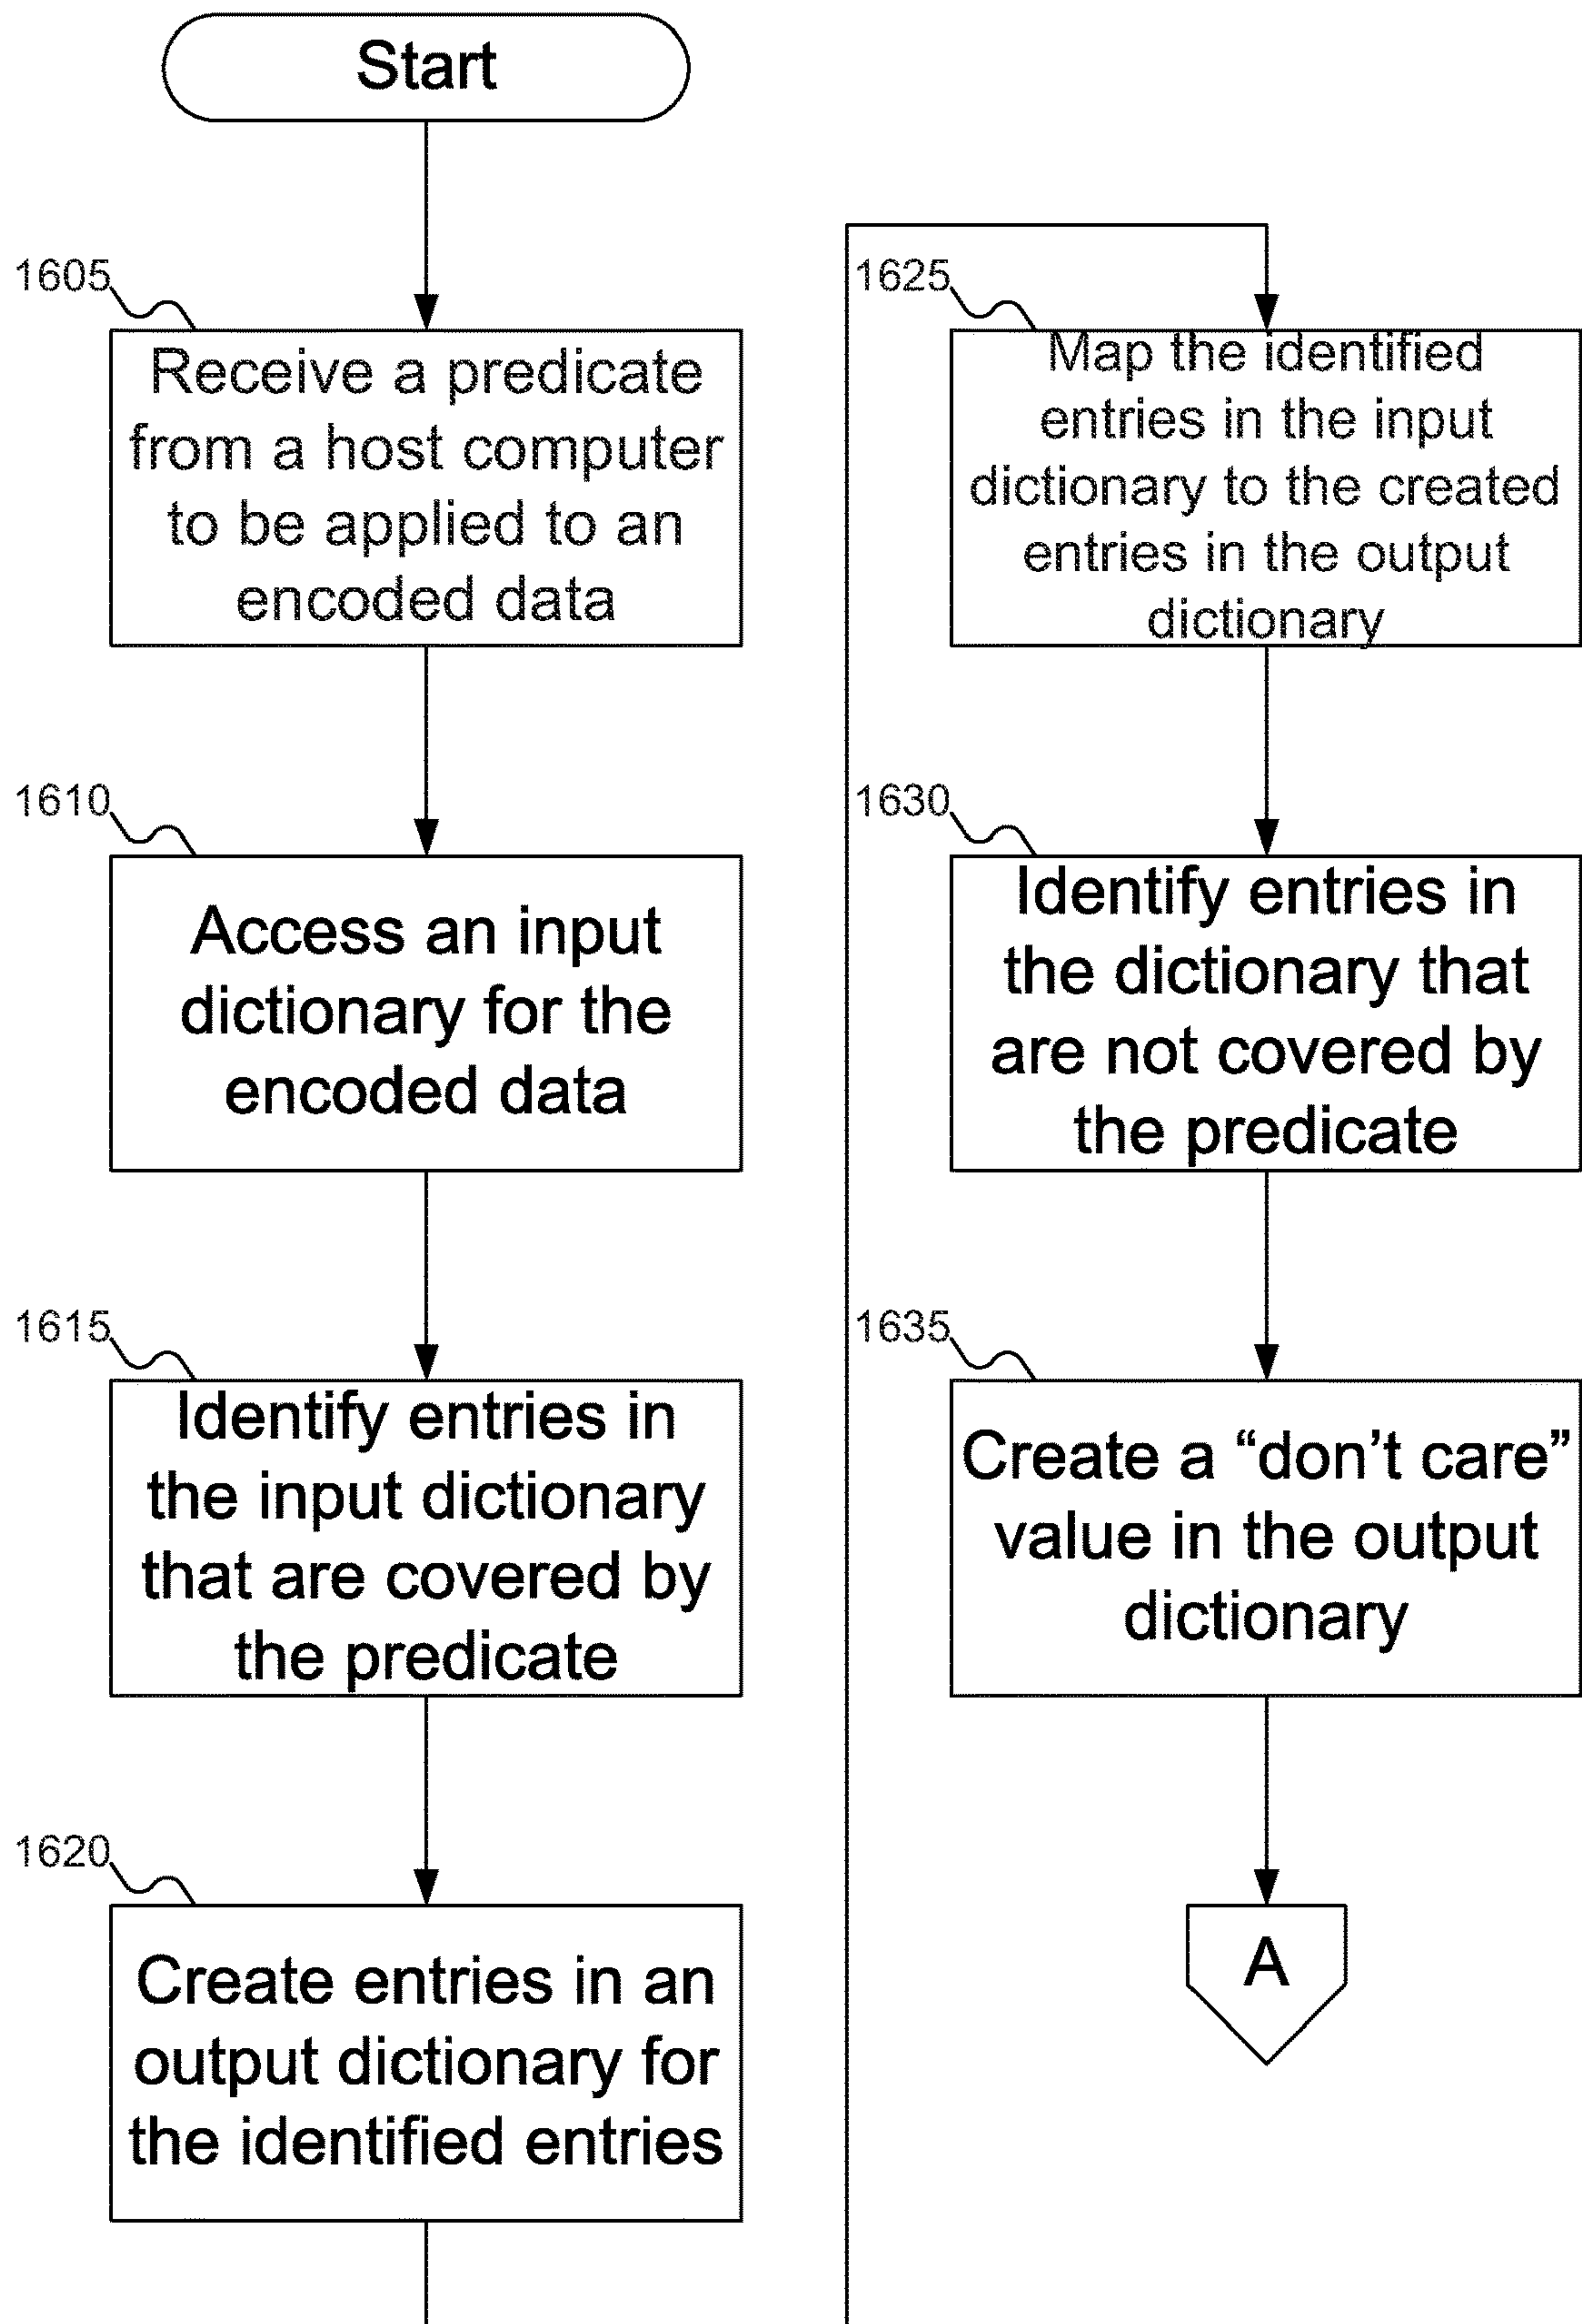 Start
1605
Receive a predicate
from a host computer
to be applied to an
encoded data
1610
Access an input
dictionary for the
encoded data
1615
Identify entries in
the input dictionary
that are covered by
the predicate
1620
Create entries in an
output dictionary for
the identified entries
1625
Map the identified
entries in the input
dictionary to the created
entries in the output
dictionary
1630
Identify entries in
the dictionary that
are not covered by
the predicate
1635
Create a “don’t care”
value in the output
dictionary
A